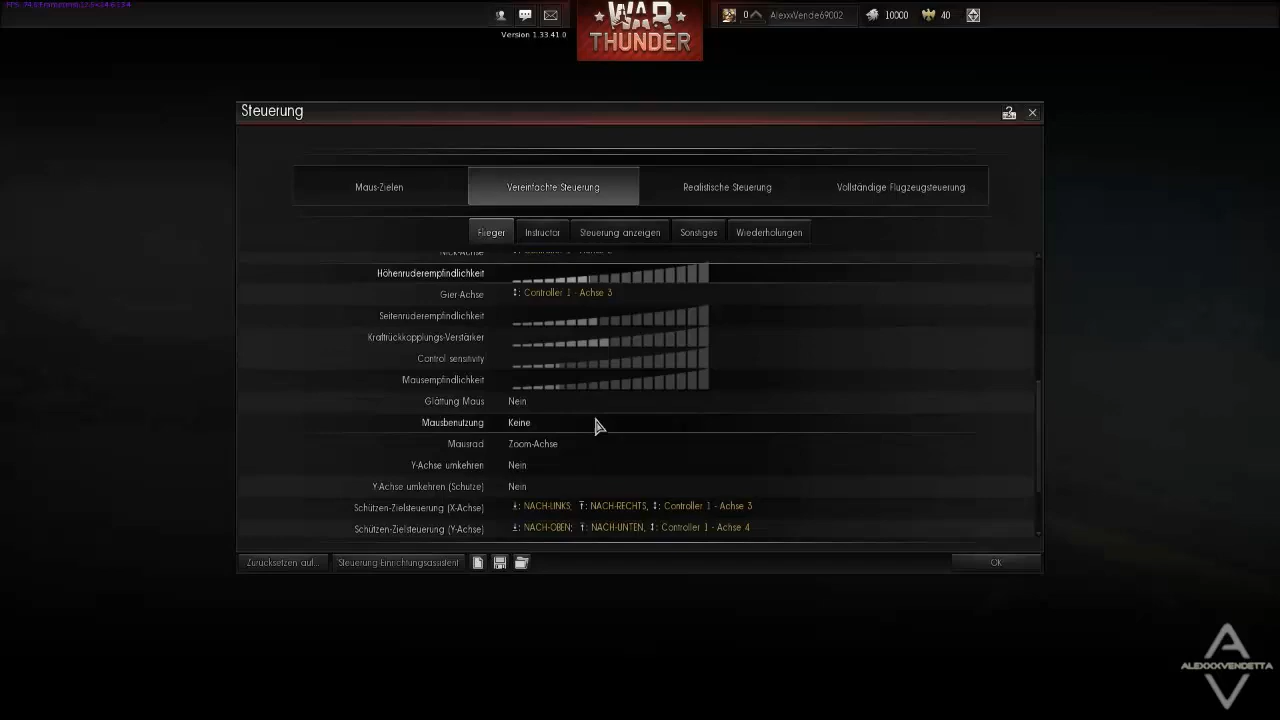 WAR
THUNDER
Version 1.33.41.0
0 AlexxVende69002 10000 40
Steuerung
Maus-Zielen Vereinfachte Steuerung Realistische Steuerung Vollständige Flugzeugsteuerung
Flieger Instructor Steuerung anzeigen Sonstiges Wiederholungen
Nick-Achse
Höhenruderempfindlichkeit
Gier-Achse : Controller 1 - Achse 3
Seitenruderempfindlichkeit
Kraftrückkopplungs-Verstärker
Control sensitivity
Mausempfindlichkeit
Glättung Maus Nein
Mausbenutzung Keine
Mausrad Zoom-Achse
Y-Achse umkehren Nein
Y-Achse umkehren (Schütze) Nein
Schützen-Zielsteuerung (X-Achse) : NACH-LINKS; : NACH-RECHTS, : Controller 1 - Achse 3
Schützen-Zielsteuerung (Y-Achse) : NACH-OBEN; : NACH-UNTEN, : Controller 1 - Achse 4
Zurücksetzen auf... Steuerung Einrichtungsassistent OK
ALEXXXVENDETTA